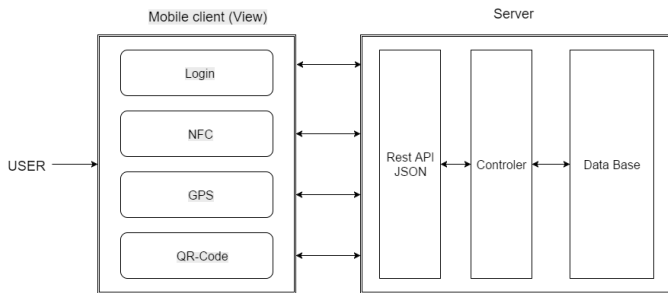 Mobile client (View)
Server
Login
NFC
USER
GPS
QR-Code
Rest API
JSON
Controler
Data Base